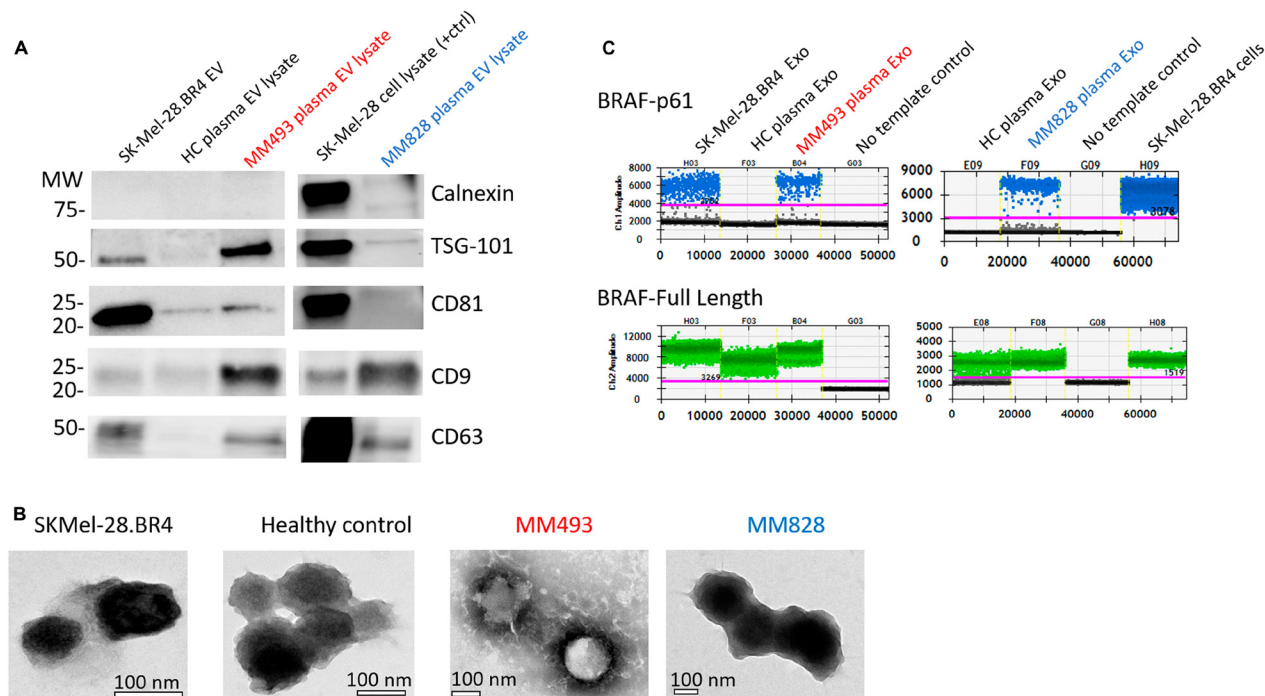 A
SK-Mel-28.BR4 EV
HC plasma EV lysate
MM493 plasma EV lysate
SK-Mel-28 cell lysate (+ctrl)
MM828 plasma EV lysate
MW
75-
Calnexin
50-
TSG-101
25-
20-
CD81
25-
20-
CD9
50-
CD63
C
BRAF-p61
SK-Mel-28.BR4 Exo
HC plasma Exo
MM493 plasma Exo
No template control
HC plasma Exo
MM828 plasma Exo
No template control
SK-Mel-28.BR4 cells
H03 F03 B04 G03
Ch1 Amplitude
8000
6000
4000
2000
0
0 10000 20000 30000 40000 50000
E09 F09 G09 H09
9000
6000
3000
0
3078
0 20000 40000 60000
BRAF-Full Length
H03 F03 B04 G03
Ch2 Amplitude
12000
8000
4000
0
3269
0 10000 20000 30000 40000 50000
E08 F08 G08 H08
5000
4000
3000
2000
1000
0
1519
0 20000 40000 60000
B
SKMel-28.BR4
Healthy control
MM493
MM828
100 nm
100 nm
100 nm
100 nm